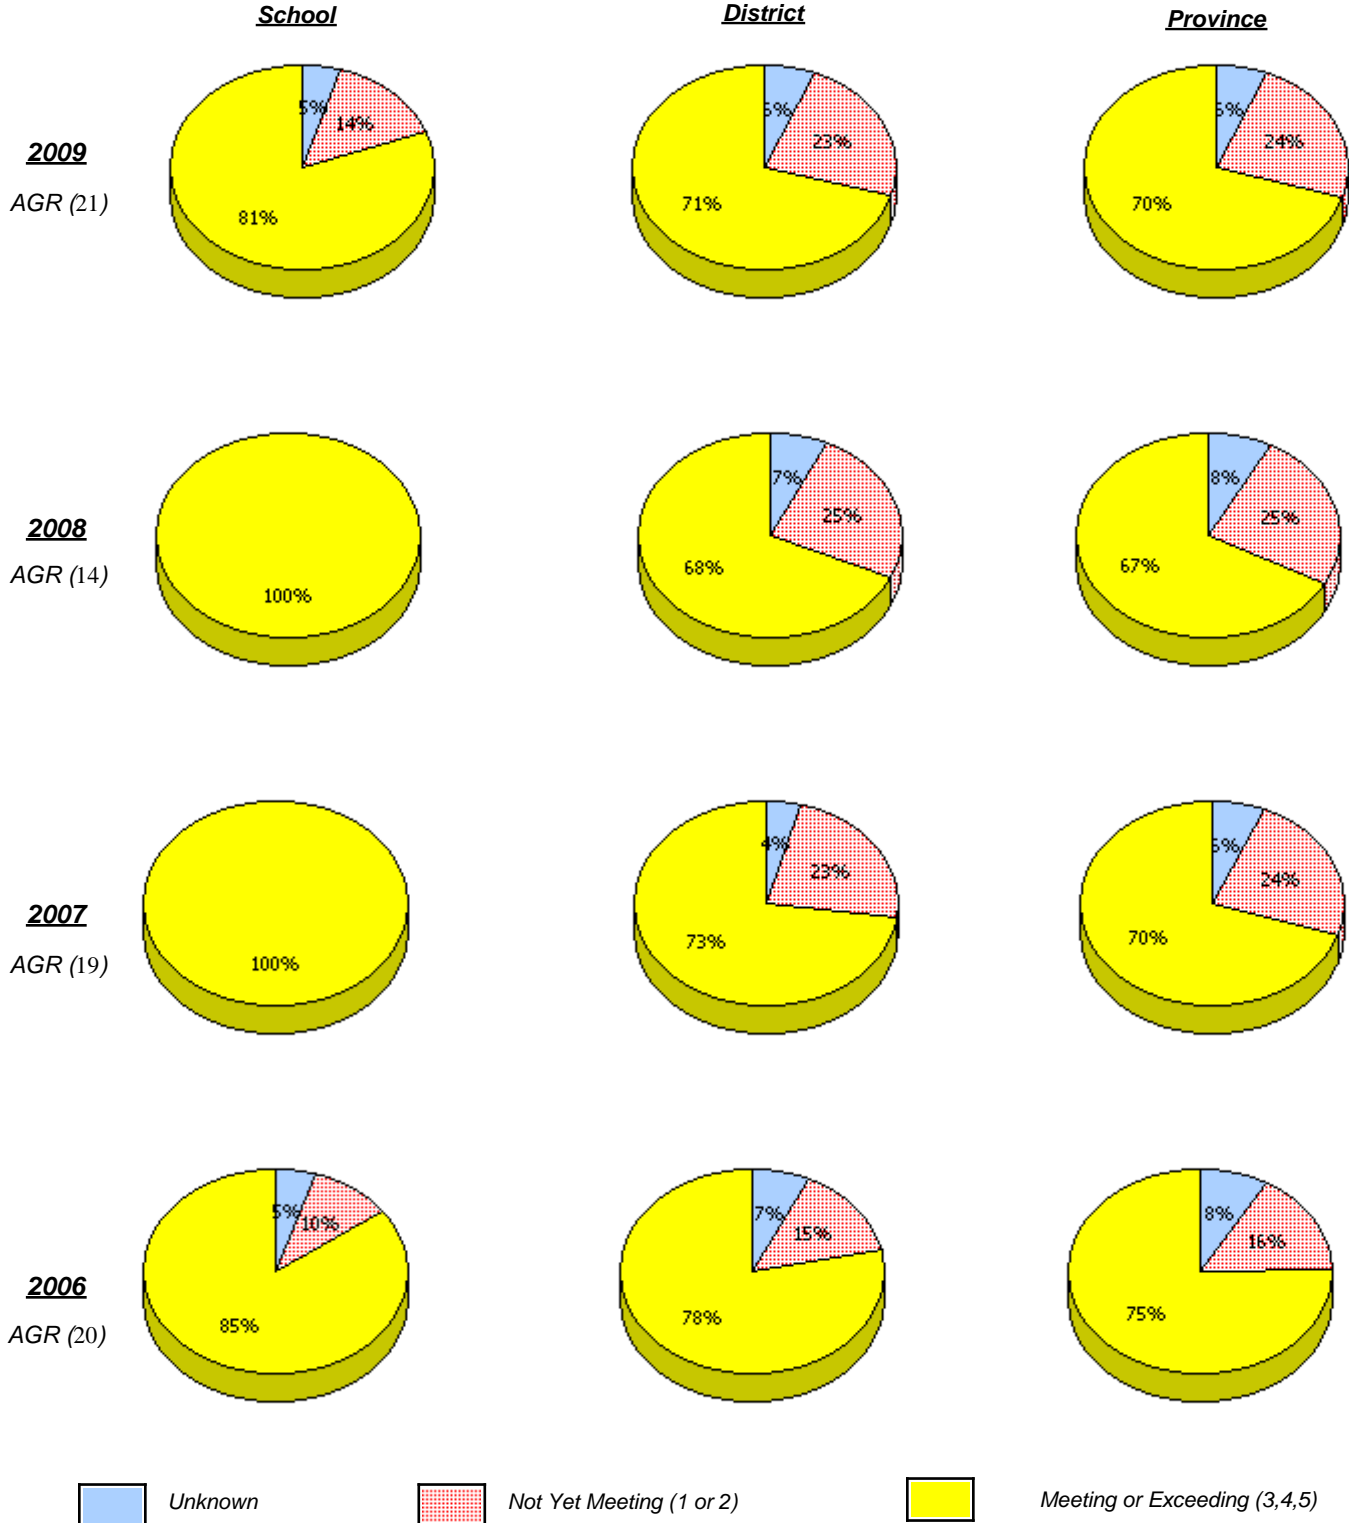 School District Province
5% 6% 6%
14% 23% 24%
2009
AGR (21)
81% 71% 70%
7% 8%
25% 25%
2008
AGR (14)
100% 68% 67%
4% 6%
23% 24%
2007
AGR (19)
100% 73% 70%
5% 7% 8%
10% 15% 16%
2006
AGR (20)
85% 78% 75%
Unknown Not Yet Meeting (1 or 2) Meeting or Exceeding (3,4,5)